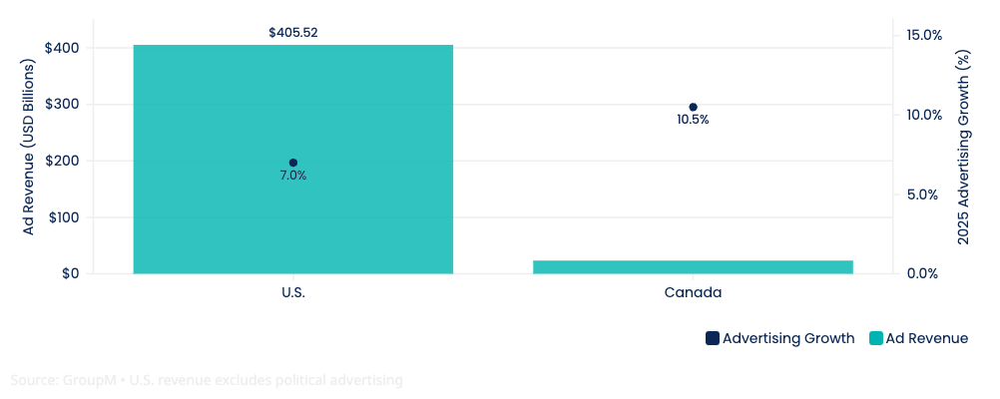 $405.52
$400
$300
$200
$100
$0
Ad Revenue (USD Billions)
7.0%
10.5%
15.0%
10.0%
5.0%
0.0%
2025 Advertising Growth (%)
U.S.
Canada
Advertising Growth
Ad Revenue
Source: GroupM • U.S. revenue excludes political advertising